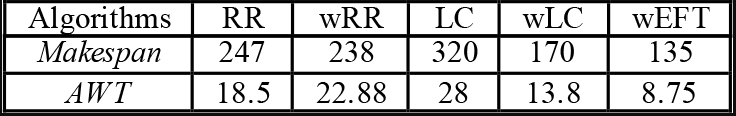 Algorithms RR wRR LC wLC wEFT
Makespan 247 238 320 170 135
AWT 18.5 22.88 28 13.8 8.75